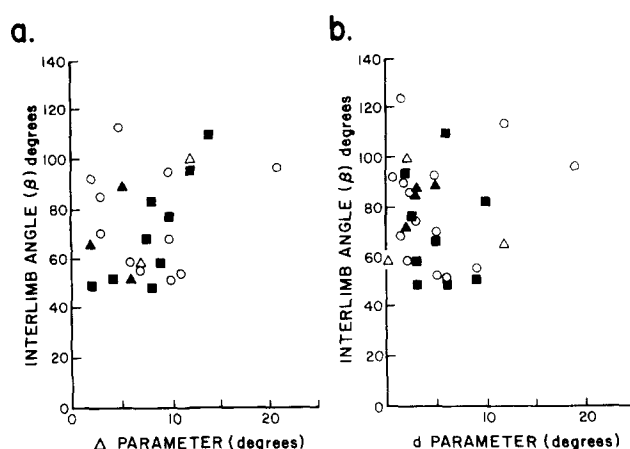 a.
INTERLIMB ANGLE (β) degrees
140
120
100
80
60
40
20
0
0 10 20
△ PARAMETER (degrees)
b.
INTERLIMB ANGLE (β) degrees
140
120
100
80
60
40
20
0
0 10 20
d PARAMETER (degrees)